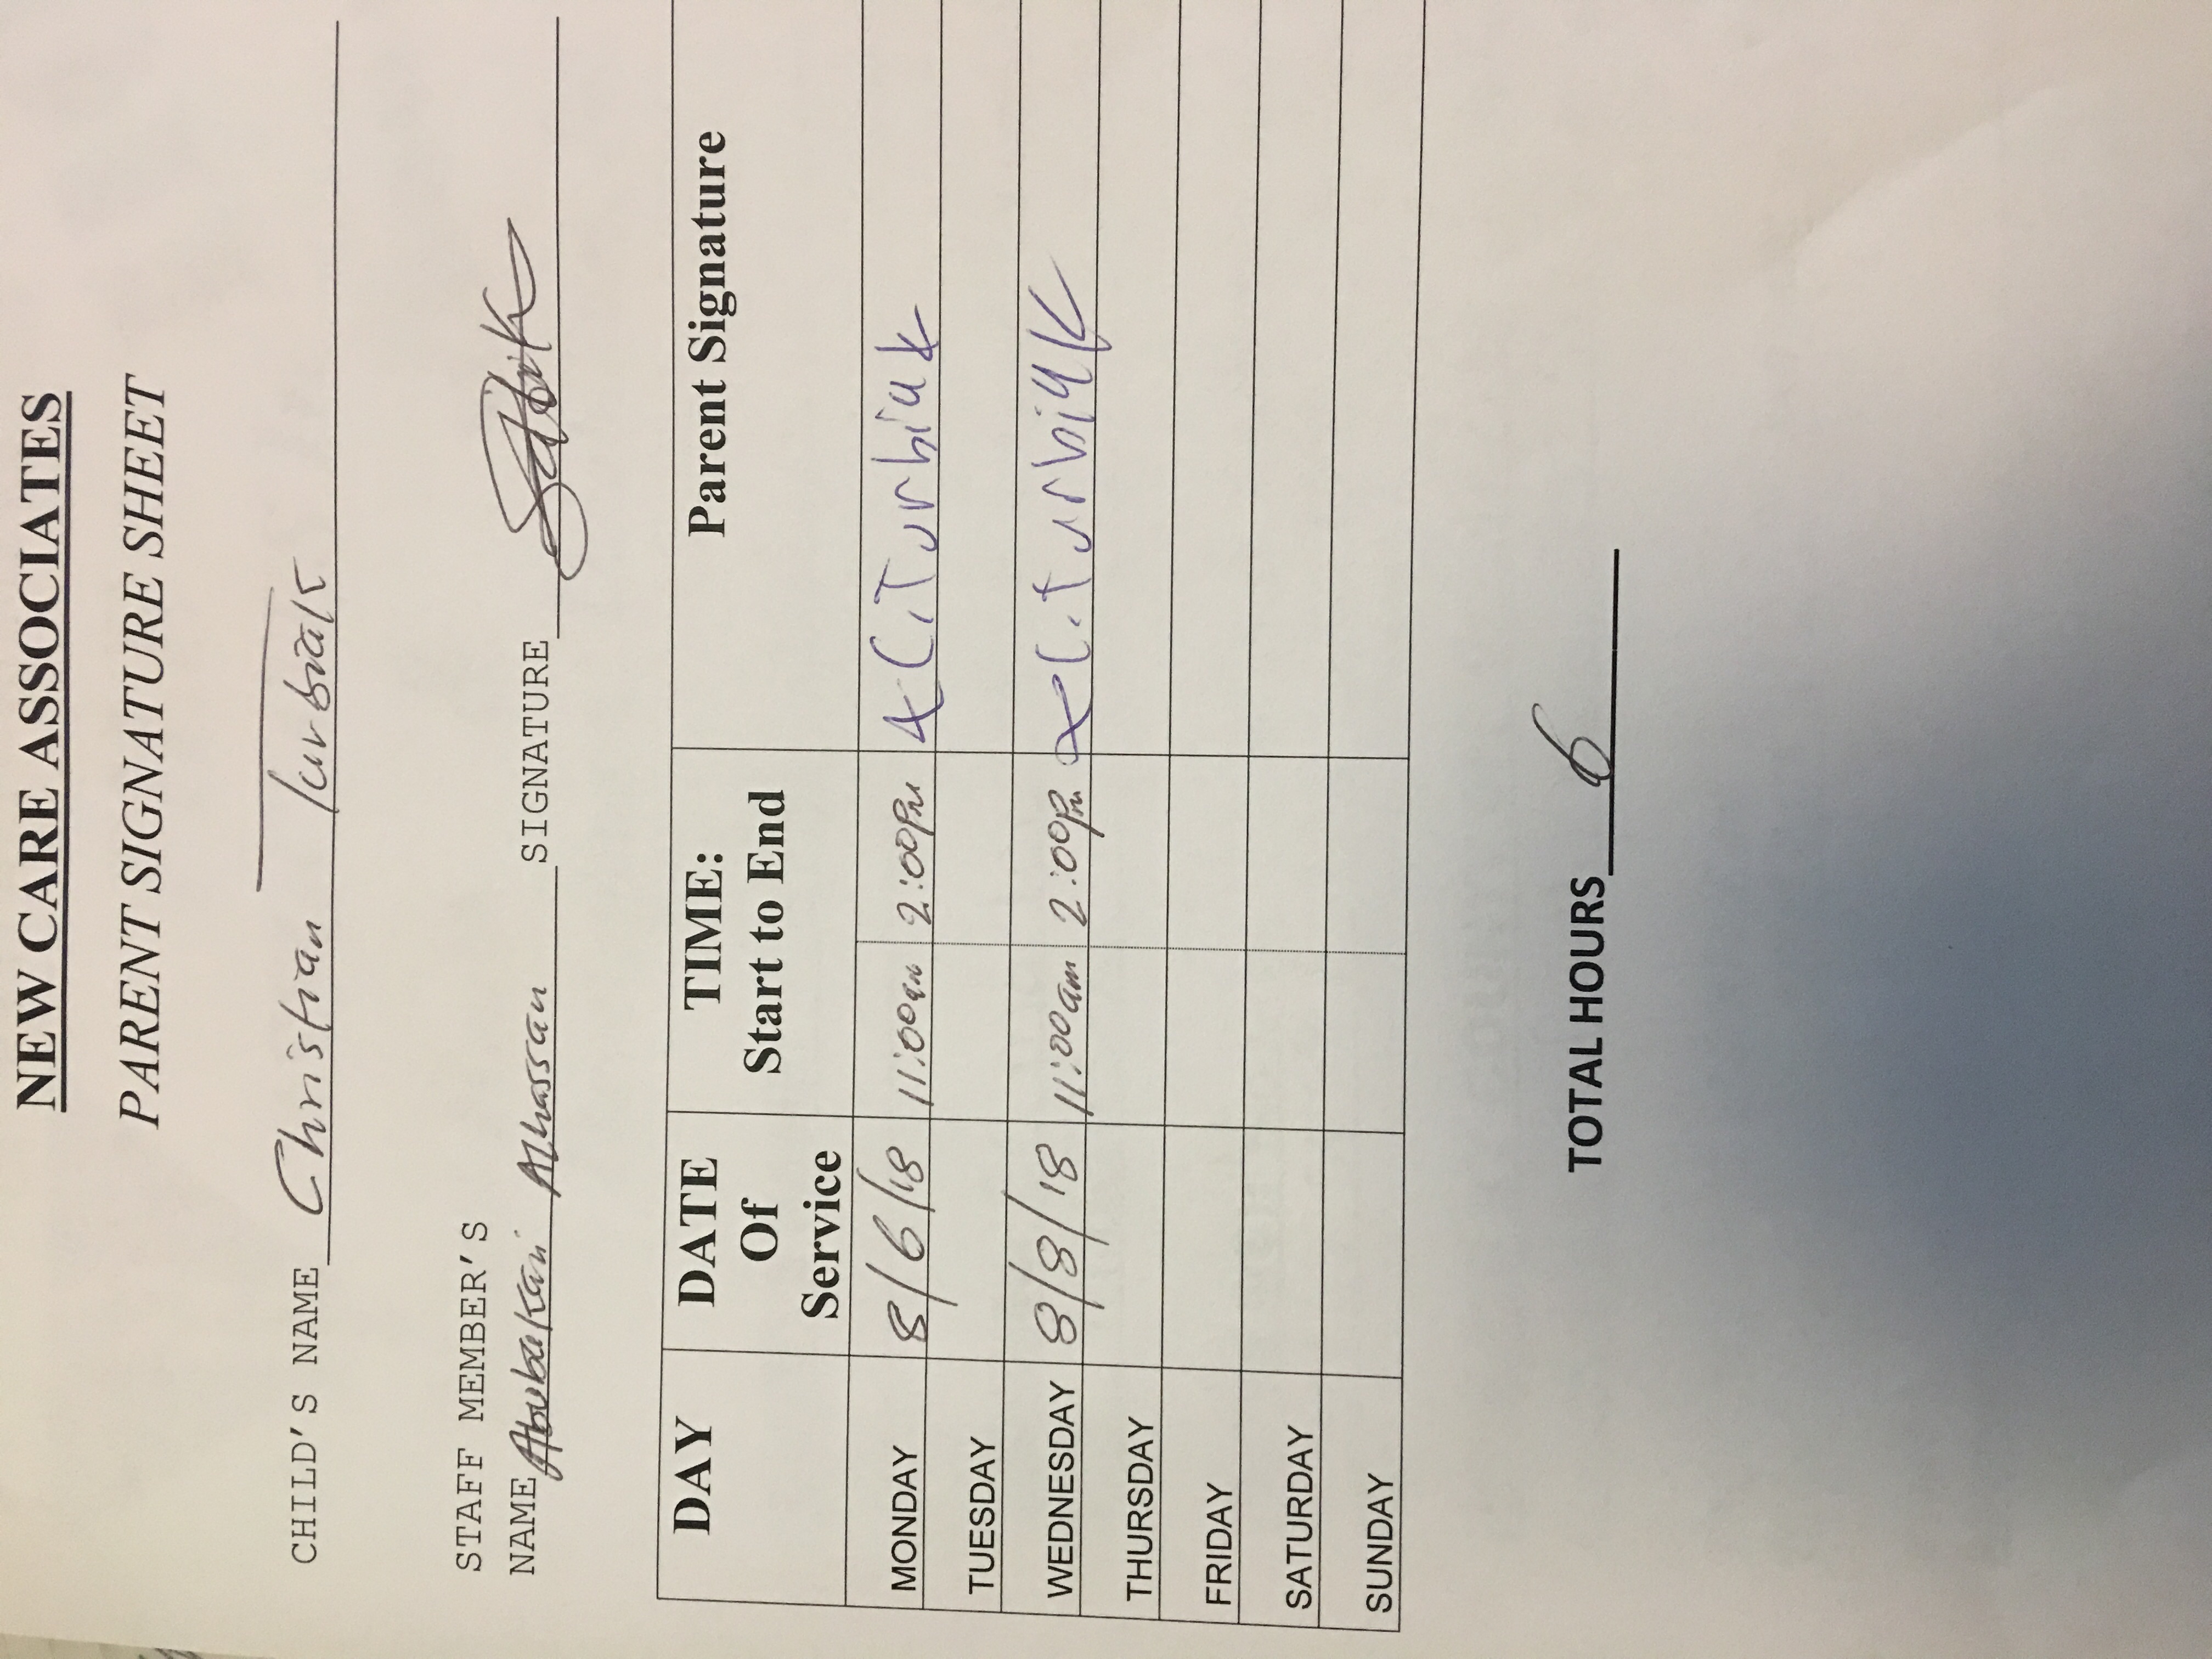 NEW CARE ASSOCIATES
PARENT SIGNATURE SHEET
CHILD'S NAME Christian Turbiak
STAFF MEMBER'S
NAME Abubakari Alhassan SIGNATURE
DAY DATE Of Service TIME: Start to End Parent Signature
MONDAY 8/6/18 11:00am 2:00PM C. Turbiak
TUESDAY
WEDNESDAY 8/8/18 11:00am 2:00Pm C. Turbiak
THURSDAY
FRIDAY
SATURDAY
SUNDAY
TOTAL HOURS 6